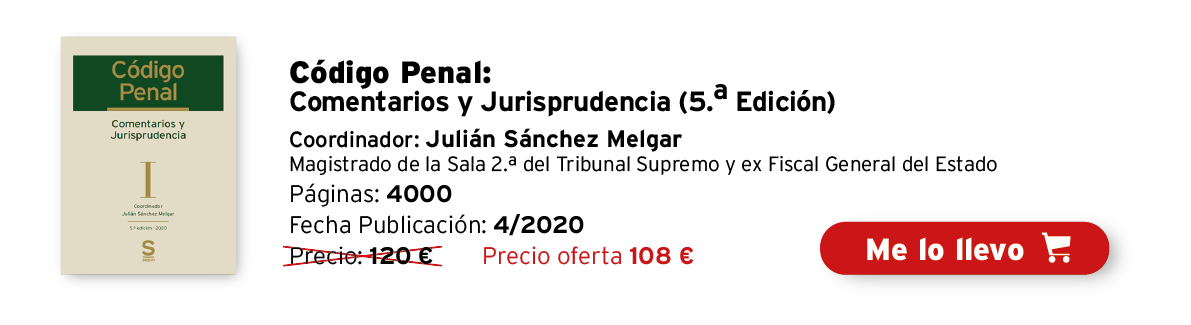 Código
Penal
Comentarios y
Jurisprudencia
I
Coordinador
Julián Sánchez Melgar
5.ª edición · 2020
S
Código Penal:
Comentarios y Jurisprudencia (5.ª Edición)
Coordinador: Julián Sánchez Melgar
Magistrado de la Sala 2.ª del Tribunal Supremo y ex Fiscal General del Estado
Páginas: 4000
Fecha Publicación: 4/2020
Precio: 120 € Precio oferta 108 €
Me lo llevo